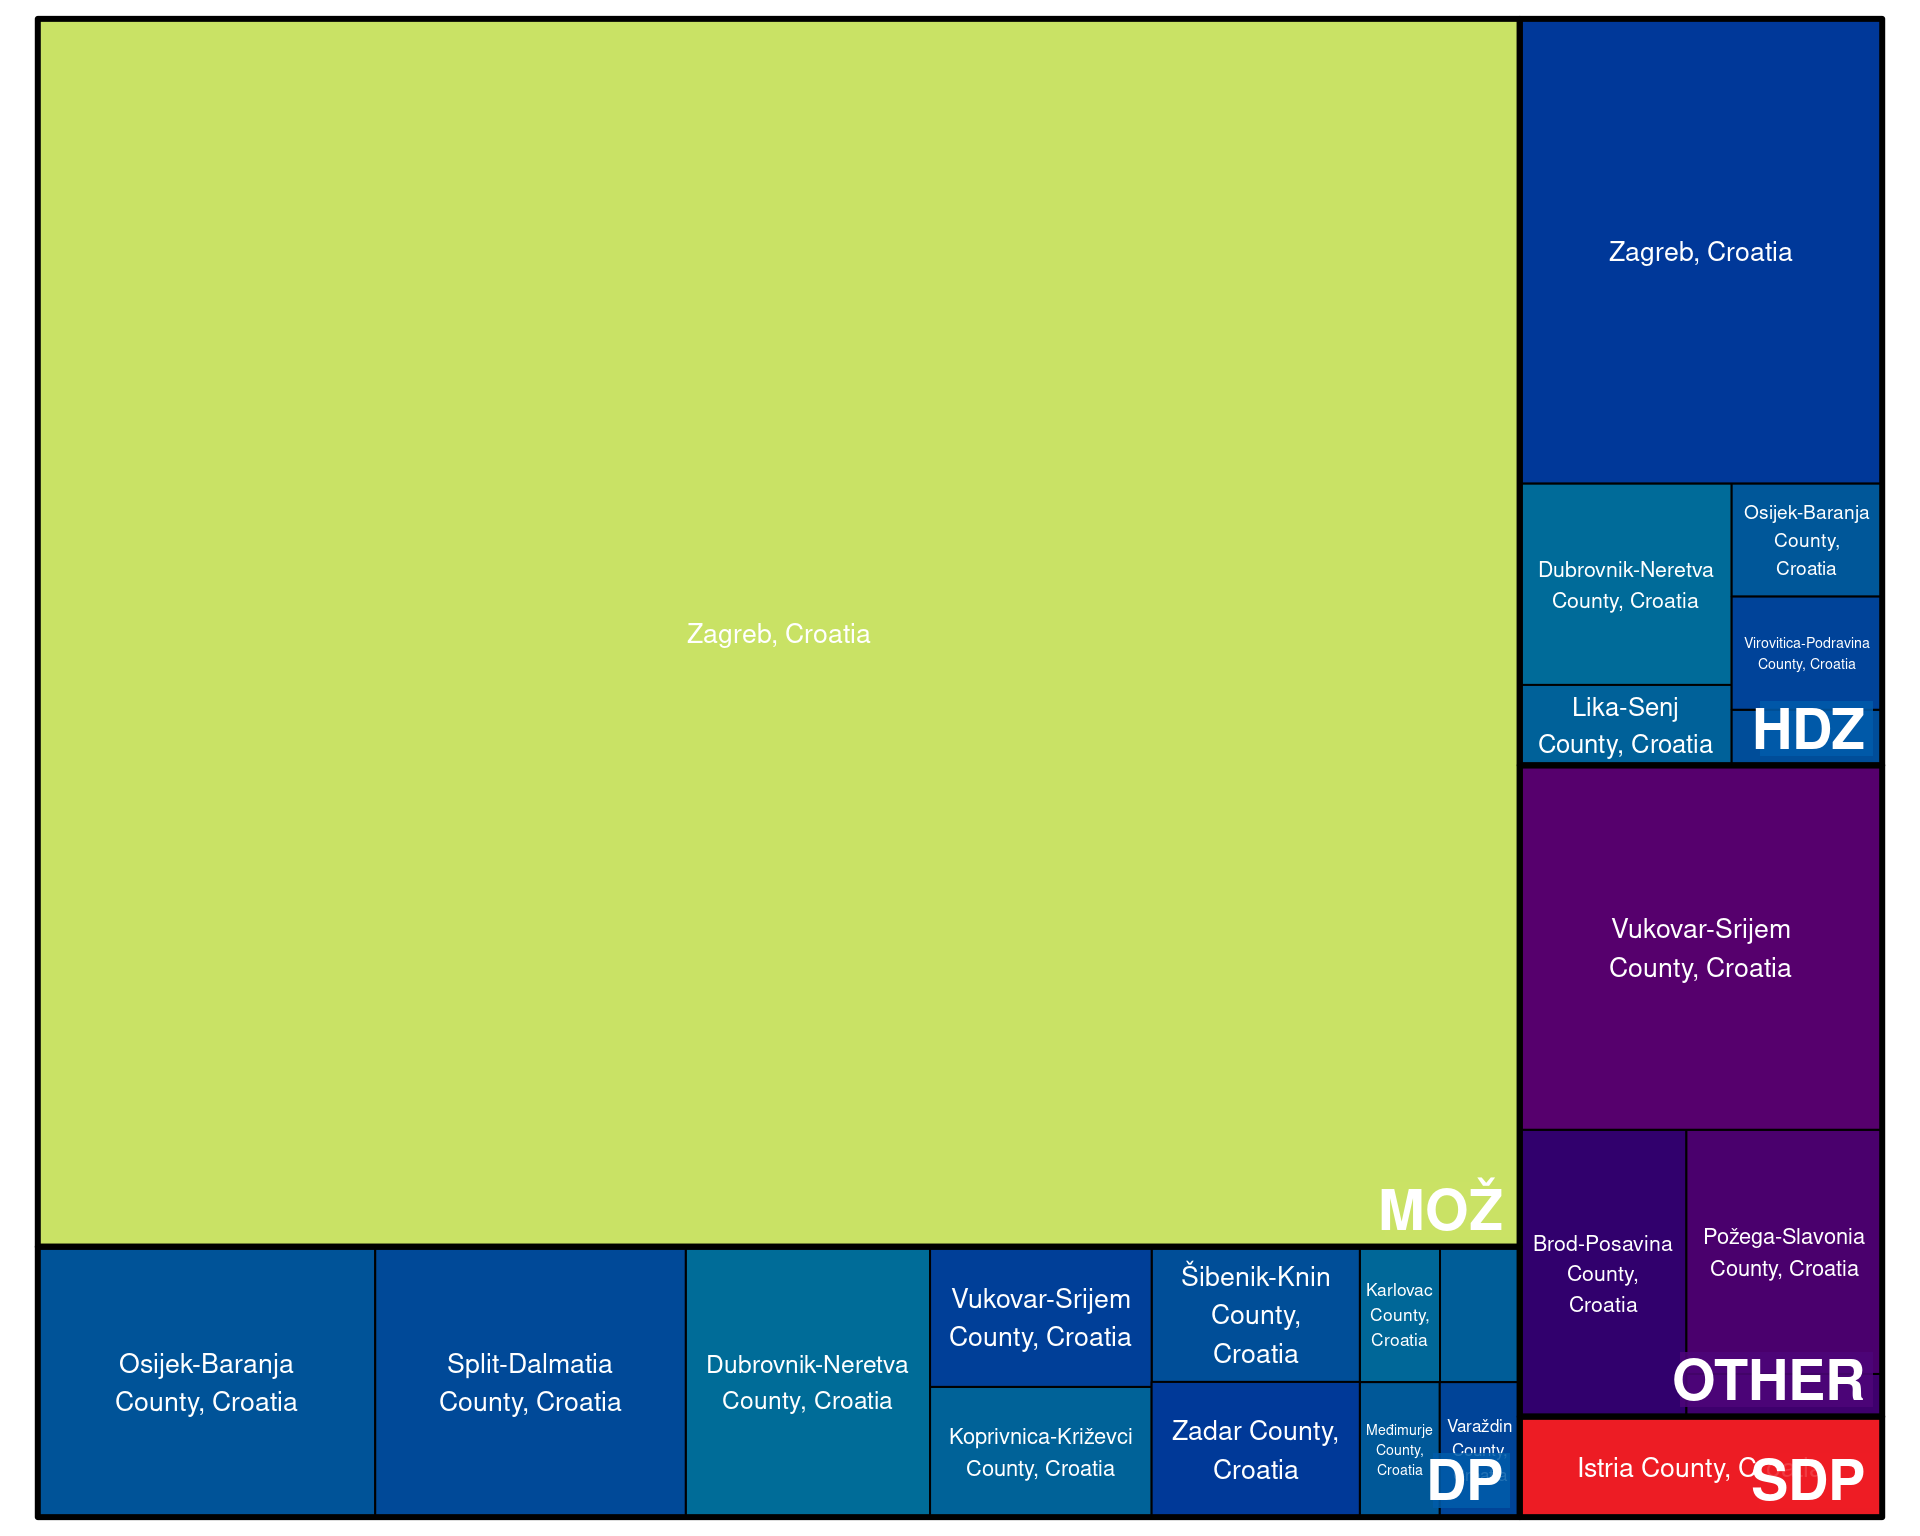 Zagreb, Croatia
MOŽ
Zagreb, Croatia
Dubrovnik-Neretva
County, Croatia
Osijek-Baranja
County,
Croatia
Virovitica-Podravina
County, Croatia
Lika-Senj
County, Croatia
HDZ
Vukovar-Srijem
County, Croatia
Brod-Posavina
County,
Croatia
Požega-Slavonia
County, Croatia
OTHER
Osijek-Baranja
County, Croatia
Split-Dalmatia
County, Croatia
Dubrovnik-Neretva
County, Croatia
Vukovar-Srijem
County, Croatia
Koprivnica-Križevci
County, Croatia
Šibenik-Knin
County,
Croatia
Zadar County,
Croatia
Karlovac
County,
Croatia
Međimurje
County,
Croatia
Varaždin
County,
DP
Istria County,
SDP